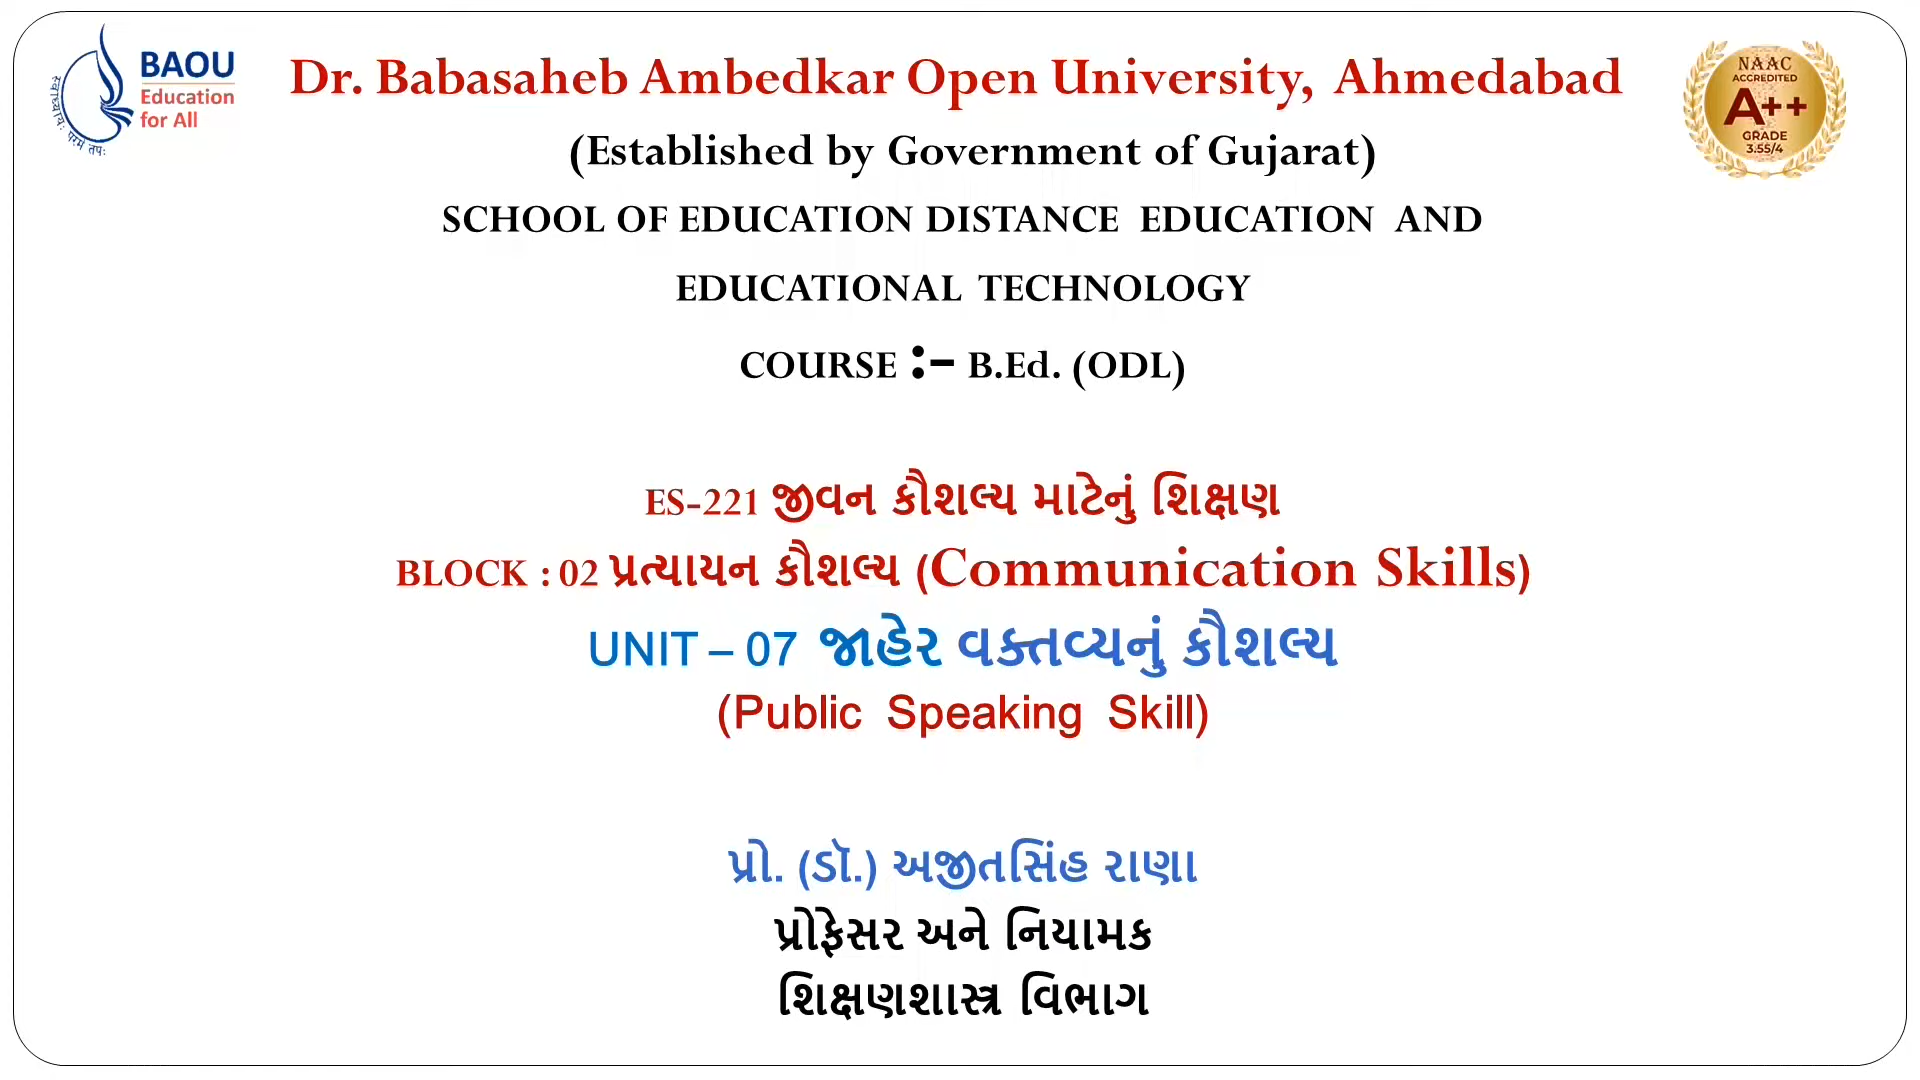 BAOU
Education
for All
स्वाध्यायः परमं तपः
Dr. Babasaheb Ambedkar Open University, Ahmedabad
NAAC
ACCREDITED
A++
GRADE
3.55/4
(Established by Government of Gujarat)
SCHOOL OF EDUCATION DISTANCE EDUCATION AND
EDUCATIONAL TECHNOLOGY
COURSE :- B.Ed. (ODL)
ES-221 જીવન કૌશલ્ય માટેનું શિક્ષણ
BLOCK : 02 પ્રત્યાયન કૌશલ્ય (Communication Skills)
UNIT – 07 જાહેર વક્તવ્યનું કૌશલ્ય
(Public Speaking Skill)
પ્રો. (ડૉ.) અજીતસિંહ રાણા
પ્રોફેસર અને નિયામક
શિક્ષણશાસ્ત્ર વિભાગ